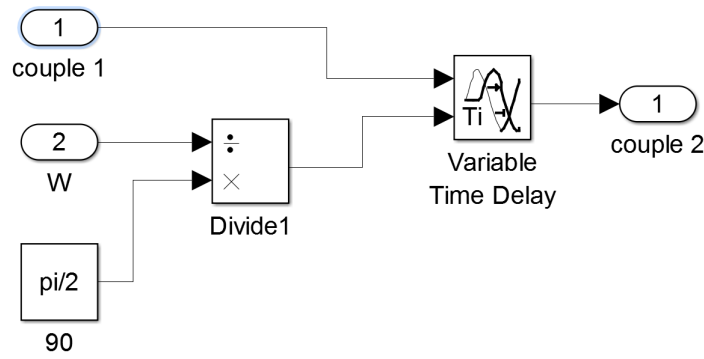 1
couple 1
2
W
÷
×
Divide1
pi/2
90
Ti
Variable
Time Delay
1
couple 2